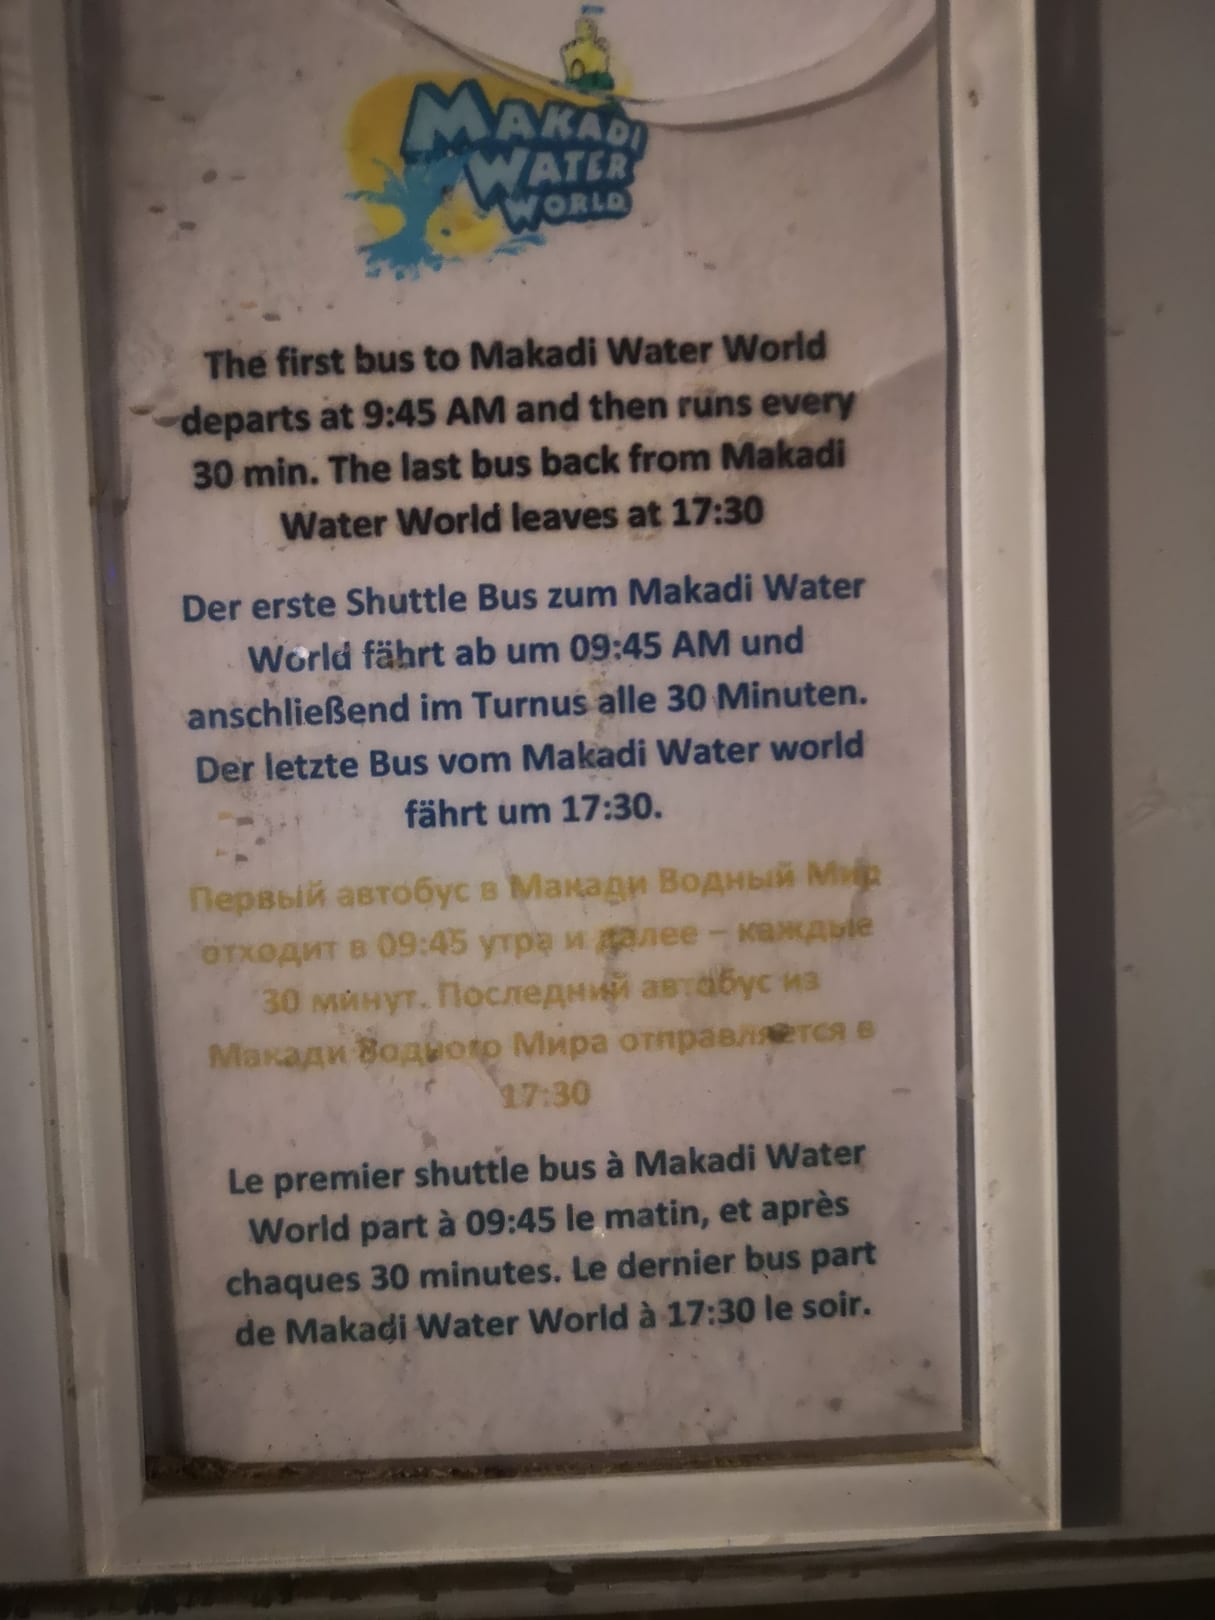 MAKADI
WATER
WORLD
The first bus to Makadi Water World
departs at 9:45 AM and then runs every
30 min. The last bus back from Makadi
Water World leaves at 17:30
Der erste Shuttle Bus zum Makadi Water
World fährt ab um 09:45 AM und
anschließend im Turnus alle 30 Minuten.
Der letzte Bus vom Makadi Water world
fährt um 17:30.
Первый автобус в Макади Водный Мир
отходит в 09:45 утра и далее – каждые
30 минут. Последний автобус из
Макади Водного Мира отправляется в
17:30
Le premier shuttle bus à Makadi Water
World part à 09:45 le matin, et après
chaques 30 minutes. Le dernier bus part
de Makadi Water World à 17:30 le soir.